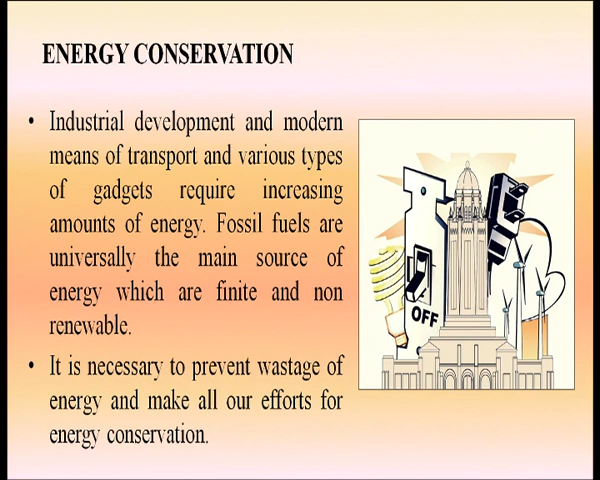 ENERGY CONSERVATION
• Industrial development and modern
means of transport and various types
of gadgets require increasing
amounts of energy. Fossil fuels are
universally the main source of
energy which are finite and non
renewable.
• It is necessary to prevent wastage of
energy and make all our efforts for
energy conservation.
OFF